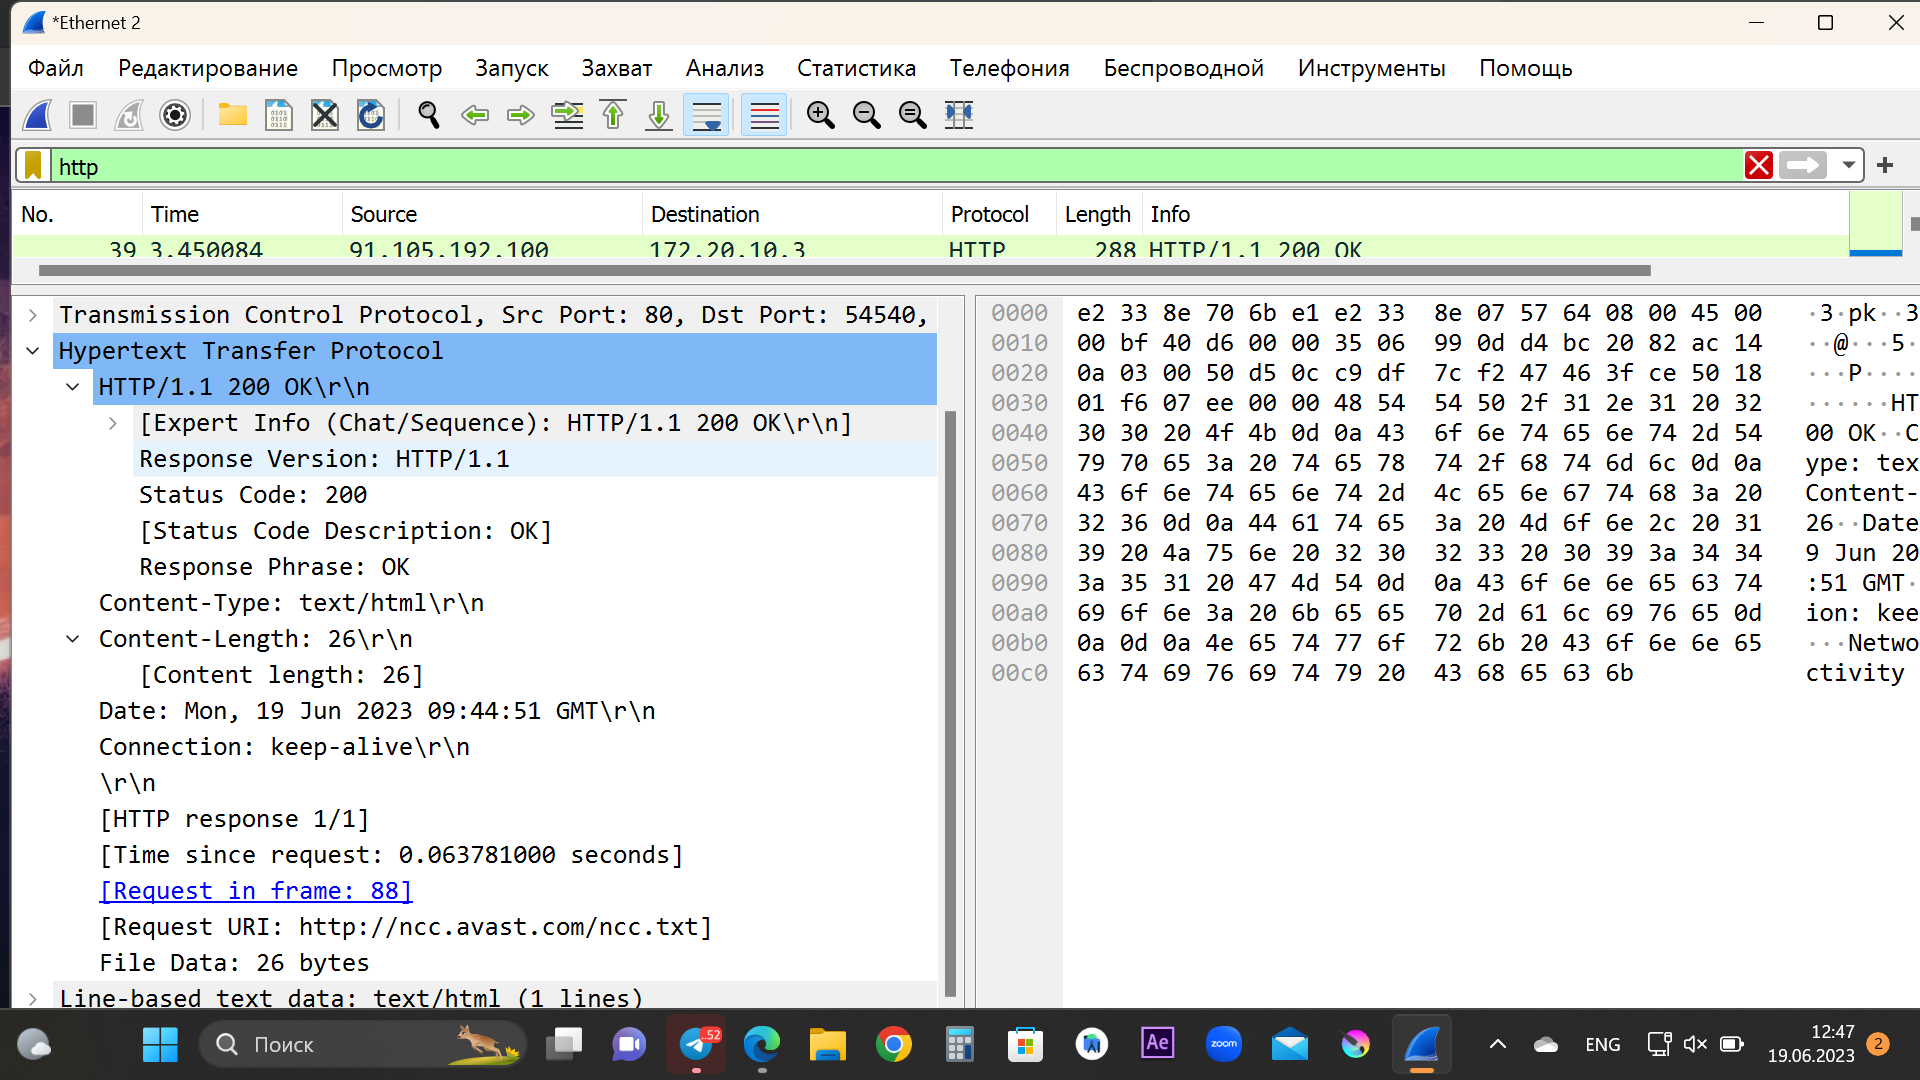 *Ethernet 2
Файл Редактирование Просмотр Запуск Захват Анализ Статистика Телефония Беспроводной Инструменты Помощь
http
No. Time Source Destination Protocol Length Info
39 3.450084 91.105.192.100 172.20.10.3 HTTP 288 HTTP/1.1 200 OK
Transmission Control Protocol, Src Port: 80, Dst Port: 54540,
Hypertext Transfer Protocol
HTTP/1.1 200 OK\r\n
[Expert Info (Chat/Sequence): HTTP/1.1 200 OK\r\n]
Response Version: HTTP/1.1
Status Code: 200
[Status Code Description: OK]
Response Phrase: OK
Content-Type: text/html\r\n
Content-Length: 26\r\n
[Content length: 26]
Date: Mon, 19 Jun 2023 09:44:51 GMT\r\n
Connection: keep-alive\r\n
\r\n
[HTTP response 1/1]
[Time since request: 0.063781000 seconds]
[Request in frame: 88]
[Request URI: http://ncc.avast.com/ncc.txt]
File Data: 26 bytes
Line-based text data: text/html (1 lines)
0000 e2 33 8e 70 6b e1 e2 33 8e 07 57 64 08 00 45 00 ·3·pk··3
0010 00 bf 40 d6 00 00 35 06 99 0d d4 bc 20 82 ac 14 ··@···5·
0020 0a 03 00 50 d5 0c c9 df 7c f2 47 46 3f ce 50 18 ···P····
0030 01 f6 07 ee 00 00 48 54 54 50 2f 31 2e 31 20 32 ······HT
0040 30 30 20 4f 4b 0d 0a 43 6f 6e 74 65 6e 74 2d 54 00 OK··C
0050 79 70 65 3a 20 74 65 78 74 2f 68 74 6d 6c 0d 0a ype: tex
0060 43 6f 6e 74 65 6e 74 2d 4c 65 6e 67 74 68 3a 20 Content-
0070 32 36 0d 0a 44 61 74 65 3a 20 4d 6f 6e 2c 20 31 26··Date
0080 39 20 4a 75 6e 20 32 30 32 33 20 30 39 3a 34 34 9 Jun 20
0090 3a 35 31 20 47 4d 54 0d 0a 43 6f 6e 6e 65 63 74 :51 GMT·
00a0 69 6f 6e 3a 20 6b 65 65 70 2d 61 6c 69 76 65 0d ion: kee
00b0 0a 0d 0a 4e 65 74 77 6f 72 6b 20 43 6f 6e 6e 65 ···Netwo
00c0 63 74 69 76 69 74 79 20 43 68 65 63 6b ctivity
Поиск
..52
Ae
zoom
ENG
12:47
19.06.2023
2